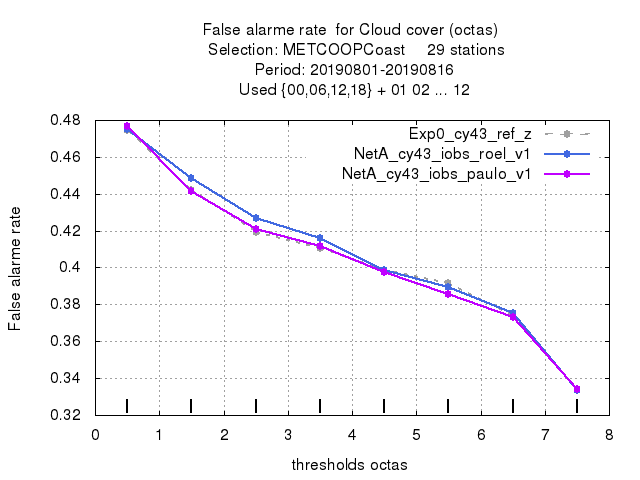 False alarme rate  for Cloud cover (octas)
Selection: METCOOPCoast     29 stations
Period: 20190801-20190816
Used {00,06,12,18} + 01 02 ... 12
Exp0_cy43_ref_z
NetA_cy43_iobs_roel_v1
NetA_cy43_iobs_paulo_v1
False alarme rate
0.48
0.46
0.44
0.42
0.4
0.38
0.36
0.34
0.32
0 1 2 3 4 5 6 7 8
thresholds octas